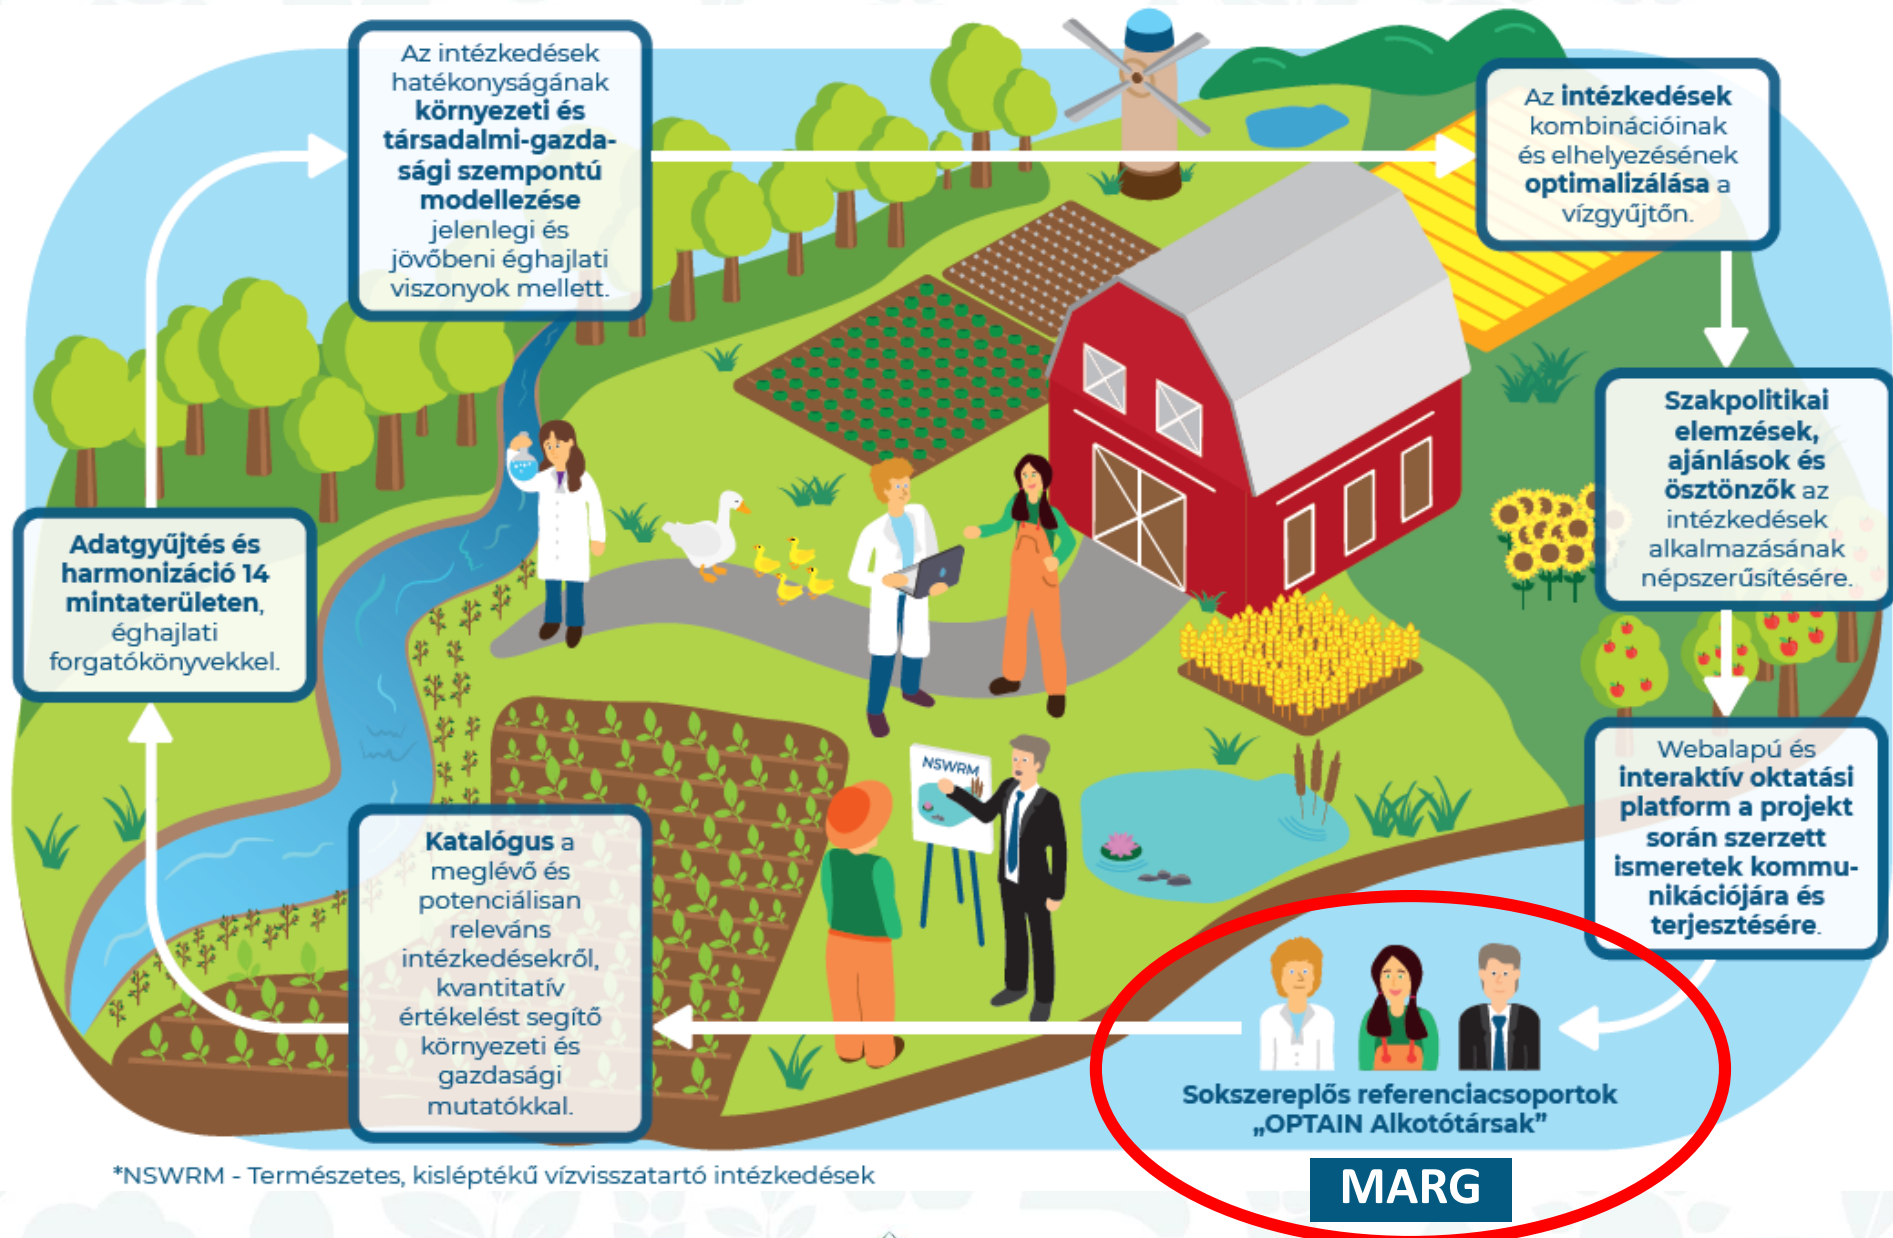 Az intézkedések
hatékonyságának
környezeti és
társadalmi-gazda-
sági szempontú
modellezése
jelenlegi és
jövőbeni éghajlati
viszonyok mellett.
Az intézkedések
kombinációinak
és elhelyezésének
optimalizálása a
vízgyűjtőn.
Szakpolitikai
elemzések,
ajánlások és
ösztönzők az
intézkedések
alkalmazásának
népszerűsítésére.
Webalapú és
interaktív oktatási
platform a projekt
során szerzett
ismeretek kommu-
nikációjára és
terjesztésére.
Sokszereplős referenciacsoportok
„OPTAIN Alkotótársak”
MARG
Katalógus a
meglévő és
potenciálisan
releváns
intézkedésekről,
kvantitatív
értékelést segítő
környezeti és
gazdasági
mutatókkal.
Adatgyűjtés és
harmonizáció 14
mintaterületen,
éghajlati
forgatókönyvekkel.
NSWRM
*NSWRM - Természetes, kisléptékű vízvisszatartó intézkedések